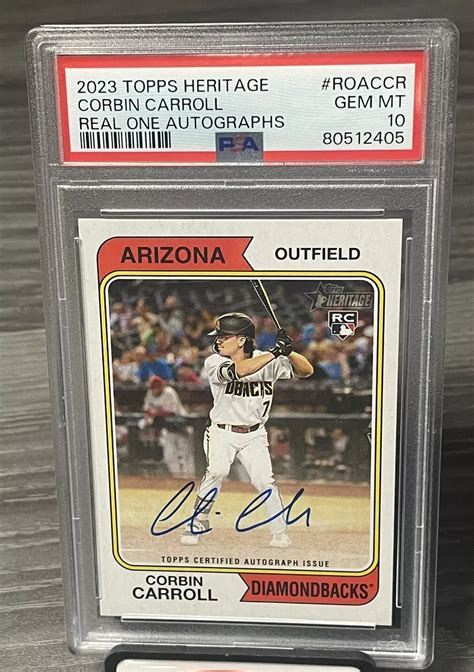 2023 TOPPS HERITAGE #ROACCR
CORBIN CARROLL GEM MT
REAL ONE AUTOGRAPHS 10
PSA 80512405
ARIZONA OUTFIELD
Topps
HERITAGE
RC
DBACKS
7
TOPPS CERTIFIED AUTOGRAPH ISSUE
CORBIN
CARROLL
DIAMONDBACKS